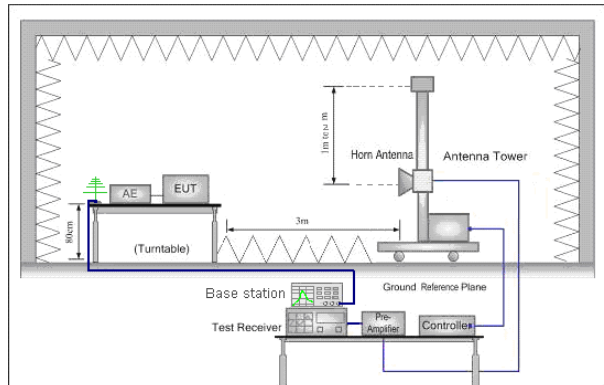 1m to 4 m
Horn Antenna
Antenna Tower
AE
EUT
3m
80cm
(Turntable)
Ground Reference Plane
Base station
Test Receiver
Pre-
Amplifier
Controller